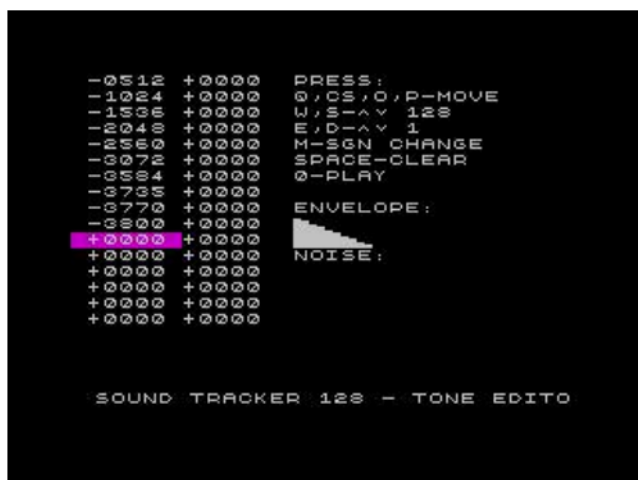 -0512 +0000 PRESS:
-1024 +0000 Q,CS,O,P-MOVE
-1536 +0000 W,S-^v 128
-2048 +0000 E,D-^v 1
-2560 +0000 M-SGN CHANGE
-3072 +0000 SPACE-CLEAR
-3584 +0000 0-PLAY
-3735 +0000
-3770 +0000 ENVELOPE:
-3800 +0000
+0000 +0000
+0000 +0000 NOISE:
+0000 +0000
+0000 +0000
+0000 +0000
+0000 +0000
SOUND TRACKER 128 - TONE EDITO